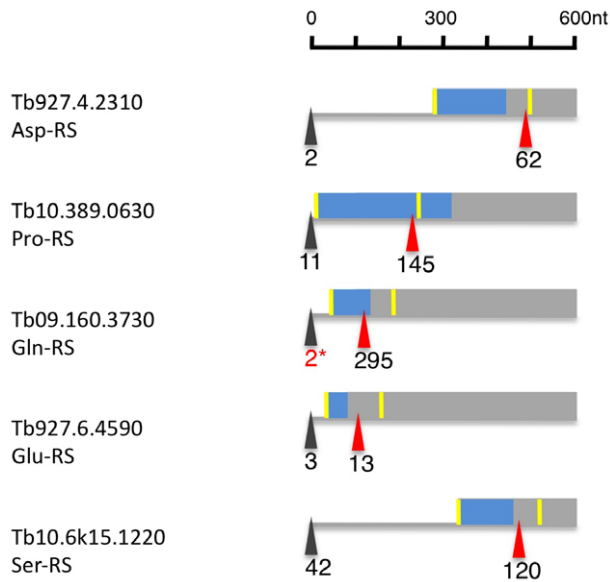 0 300 600nt
Tb927.4.2310
Asp-RS
2 62
Tb10.389.0630
Pro-RS
11 145
Tb09.160.3730
Gln-RS
2* 295
Tb927.6.4590
Glu-RS
3 13
Tb10.6k15.1220
Ser-RS
42 120